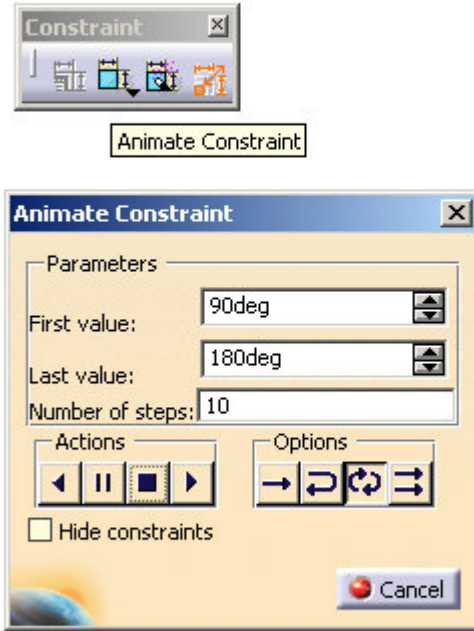 Constraint
Animate Constraint
Animate Constraint
Parameters
First value: 90deg
Last value: 180deg
Number of steps: 10
Actions Options
Hide constraints
Cancel